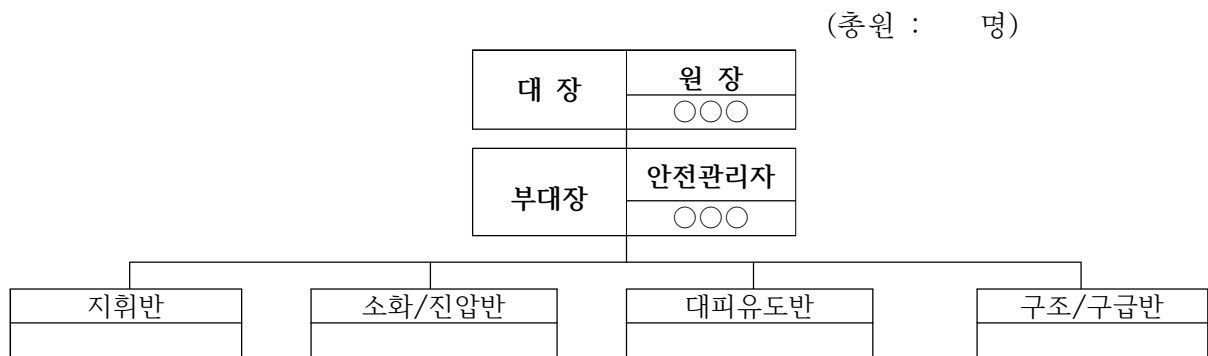 (총원 : 명)
대 장
원 장
○○○
부대장
안전관리자
○○○
지휘반 소화/진압반 대피유도반 구조/구급반